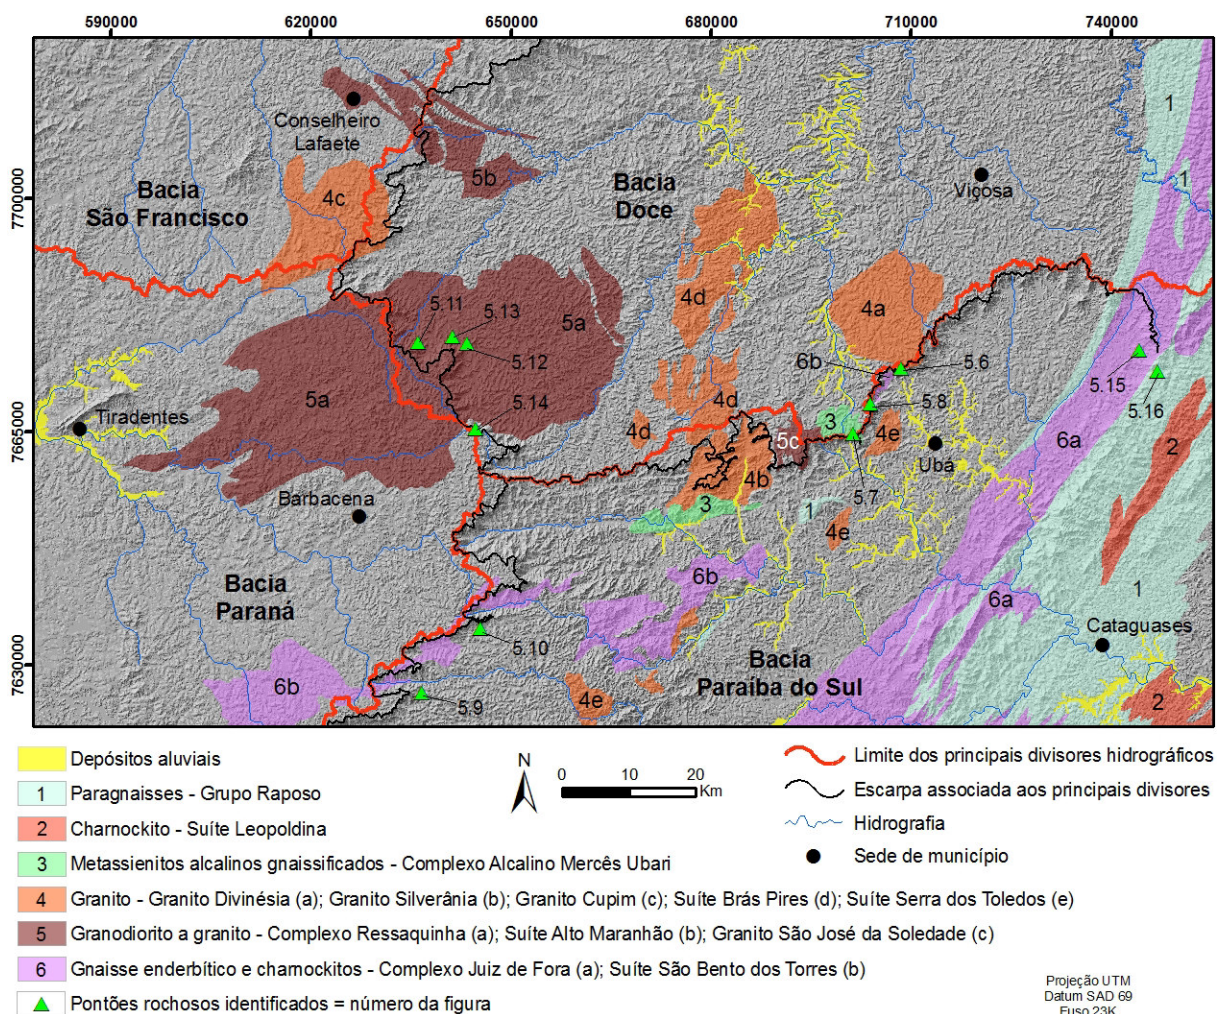 590000 620000 650000 680000 710000 740000
7700000
7665000
7630000
Conselheiro
Lafaete
5b
Bacia
São Francisco
4c
Bacia
Doce
Viçosa
1
1
5.11
5.13
5.12
5a
5a
5.14
4d
4a
6b
5.6
5.8
5.15
5.16
Tiradentes
4d
4d
5c
3
4e
Ubá
5.7
6a
2
Barbacena
4b
3
1
4e
Bacia
Paraná
6b
6a
1
Cataguases
5.10
Bacia
Paraíba do Sul
6b
5.9
4e
2
Depósitos aluviais
1 Paragnaisses - Grupo Raposo
2 Charnockito - Suíte Leopoldina
3 Metassienitos alcalinos gnaissificados - Complexo Alcalino Mercês Ubari
4 Granito - Granito Divinésia (a); Granito Silverânia (b); Granito Cupim (c); Suíte Brás Pires (d); Suíte Serra dos Toledos (e)
5 Granodiorito a granito - Complexo Ressaquinha (a); Suíte Alto Maranhão (b); Granito São José da Soledade (c)
6 Gnaisse enderbítico e charnockitos - Complexo Juiz de Fora (a); Suíte São Bento dos Torres (b)
Pontões rochosos identificados = número da figura
N
0 10 20
Km
Limite dos principais divisores hidrográficos
Escarpa associada aos principais divisores
Hidrografia
Sede de município
Projeção UTM
Datum SAD 69
Fuso 23K